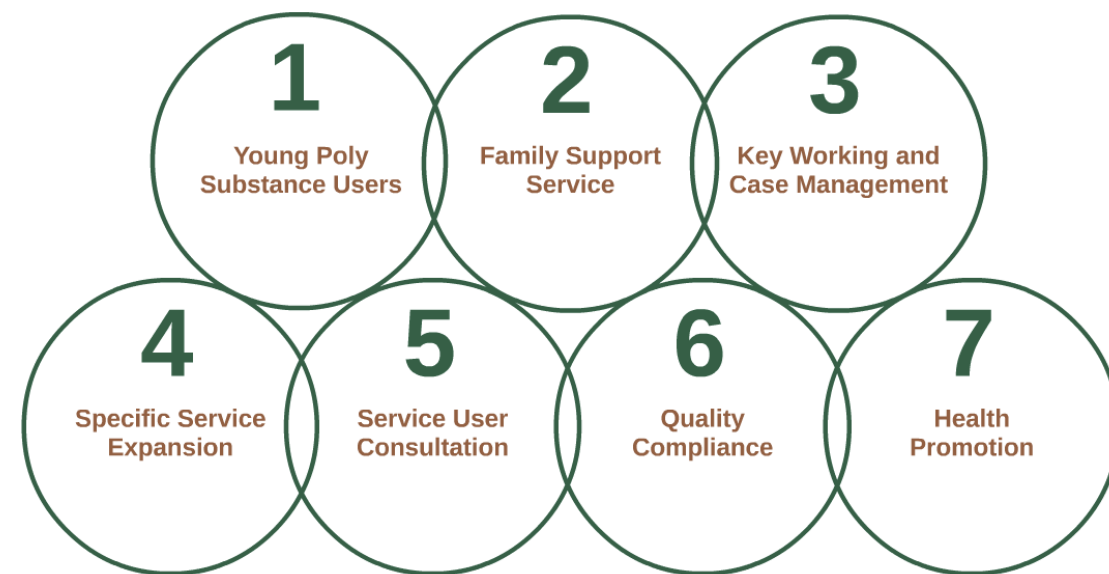 1
Young Poly
Substance Users
2
Family Support
Service
3
Key Working and
Case Management
4
Specific Service
Expansion
5
Service User
Consultation
6
Quality
Compliance
7
Health
Promotion